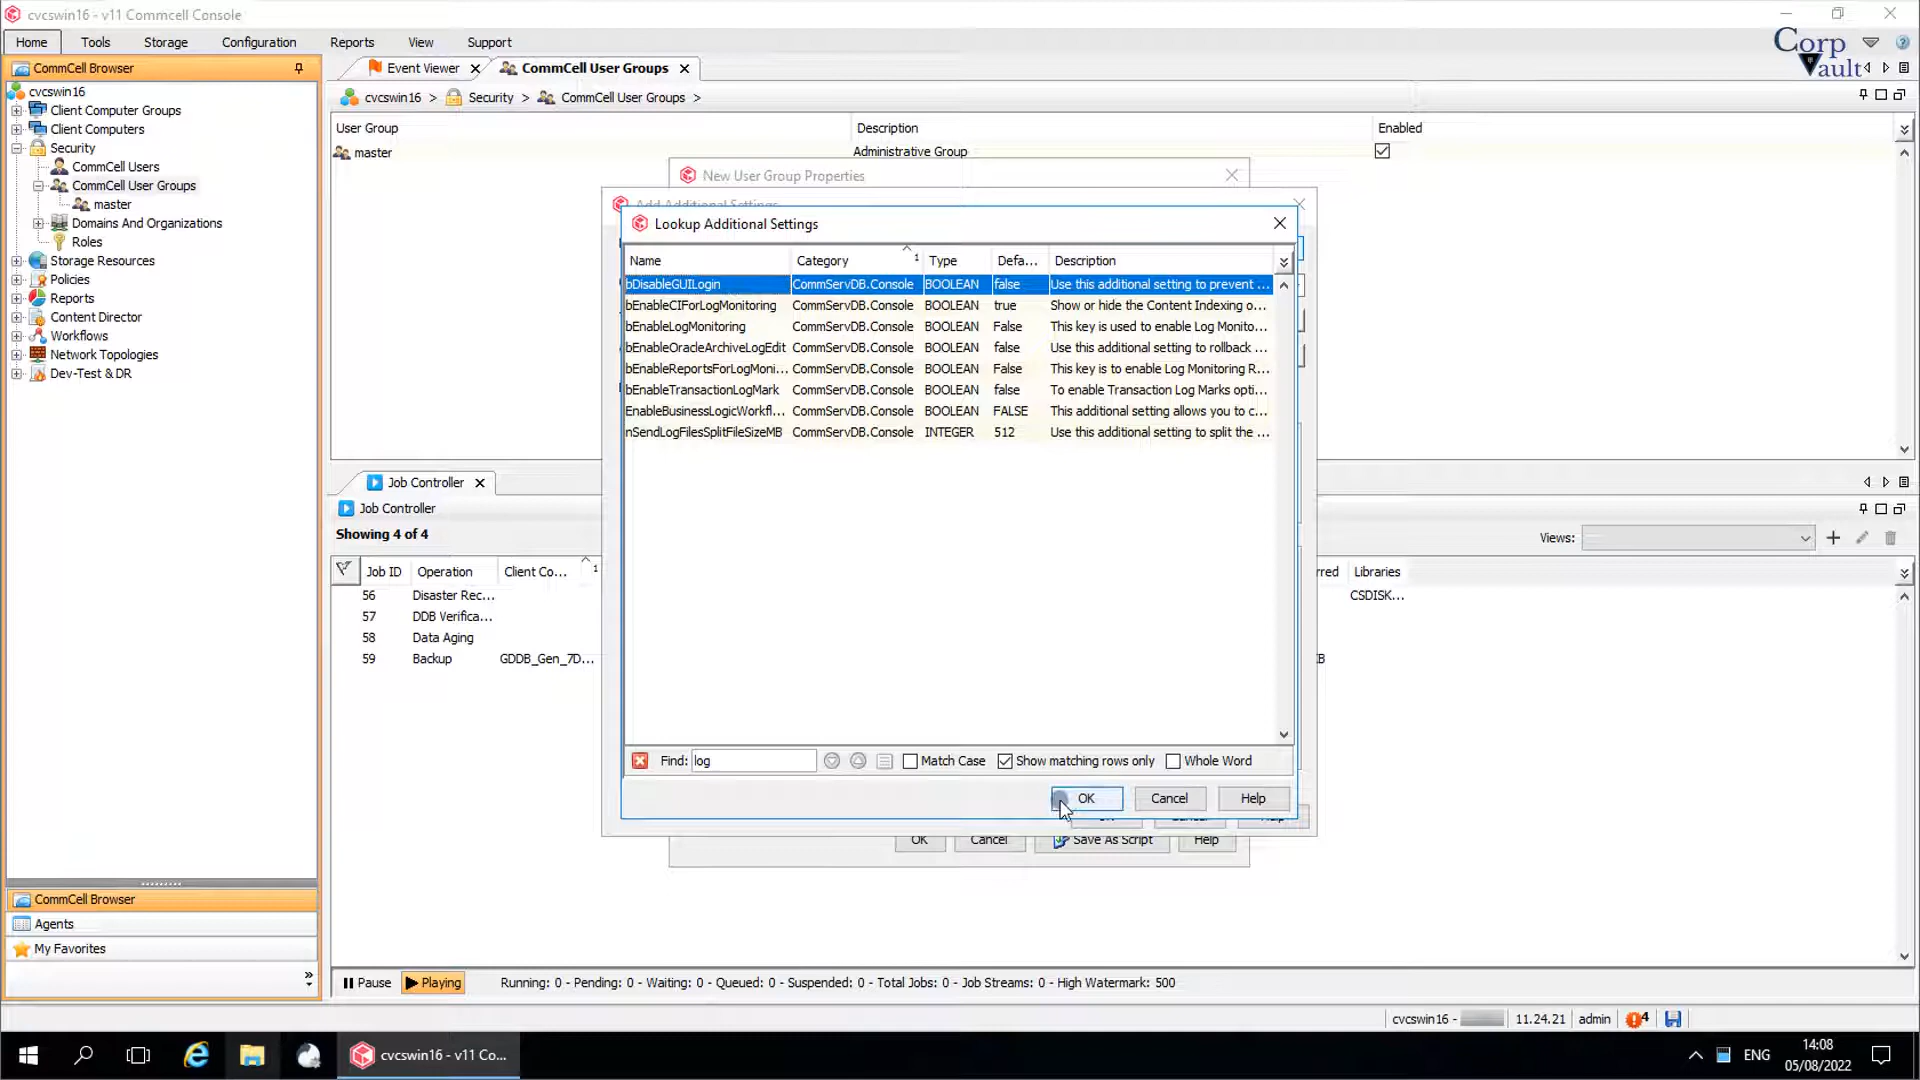 cvcswin16 - v11 Commcell Console
Home Tools Storage Configuration Reports View Support
Corp Vault
CommCell Browser
cvcswin16
Client Computer Groups
Client Computers
Security
CommCell Users
CommCell User Groups
master
Domains And Organizations
Roles
Storage Resources
Policies
Reports
Content Director
Workflows
Network Topologies
Dev-Test & DR
CommCell Browser
Agents
My Favorites
Event Viewer CommCell User Groups
cvcswin16 > Security > CommCell User Groups >
User Group Description Enabled
master Administrative Group
New User Group Properties
Add Additional Settings
Lookup Additional Settings
Name Category 1 Type Defa... Description
bDisableGUILogin CommServDB.Console BOOLEAN false Use this additional setting to prevent ...
bEnableCIForLogMonitoring CommServDB.Console BOOLEAN true Show or hide the Content Indexing o...
bEnableLogMonitoring CommServDB.Console BOOLEAN False This key is used to enable Log Monito...
bEnableOracleArchiveLogEdit CommServDB.Console BOOLEAN false Use this additional setting to rollback ...
bEnableReportsForLogMoni... CommServDB.Console BOOLEAN False This key is to enable Log Monitoring R...
bEnableTransactionLogMark CommServDB.Console BOOLEAN false To enable Transaction Log Marks opti...
EnableBusinessLogicWorkfl... CommServDB.Console BOOLEAN FALSE This additional setting allows you to c...
nSendLogFilesSplitFileSizeMB CommServDB.Console INTEGER 512 Use this additional setting to split the ...
Find: log Match Case Show matching rows only Whole Word
OK Cancel Help
OK Cancel Save As Script Help
Job Controller
Job Controller
Showing 4 of 4
Views:
Job ID Operation Client Co... 1 Libraries
56 Disaster Rec... CSDISK...
57 DDB Verifica...
58 Data Aging
59 Backup GDDB_Gen_7D...
Pause Playing Running: 0 - Pending: 0 - Waiting: 0 - Queued: 0 - Suspended: 0 - Total Jobs: 0 - Job Streams: 0 - High Watermark: 500
cvcswin16 - 11.24.21 admin 4
cvcswin16 - v11 Co...
ENG
14:08
05/08/2022